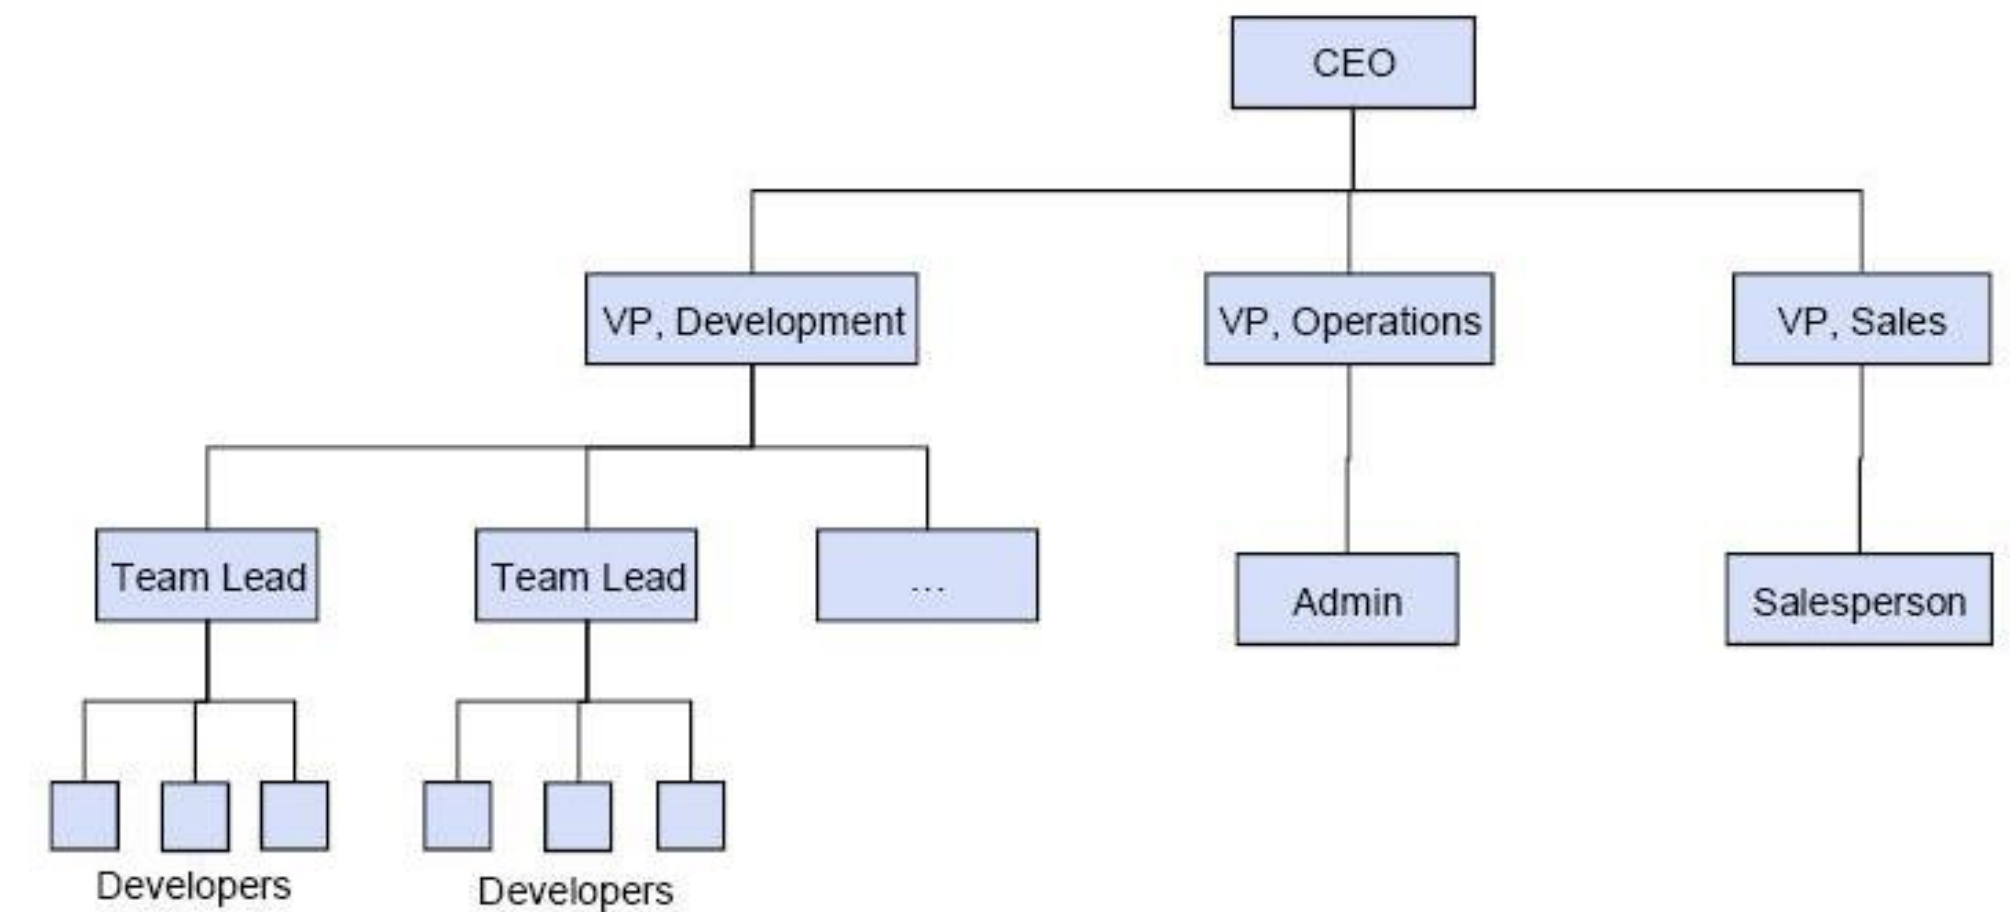 CEO
VP, Development
VP, Operations
VP, Sales
Team Lead
Team Lead
...
Admin
Salesperson
Developers
Developers